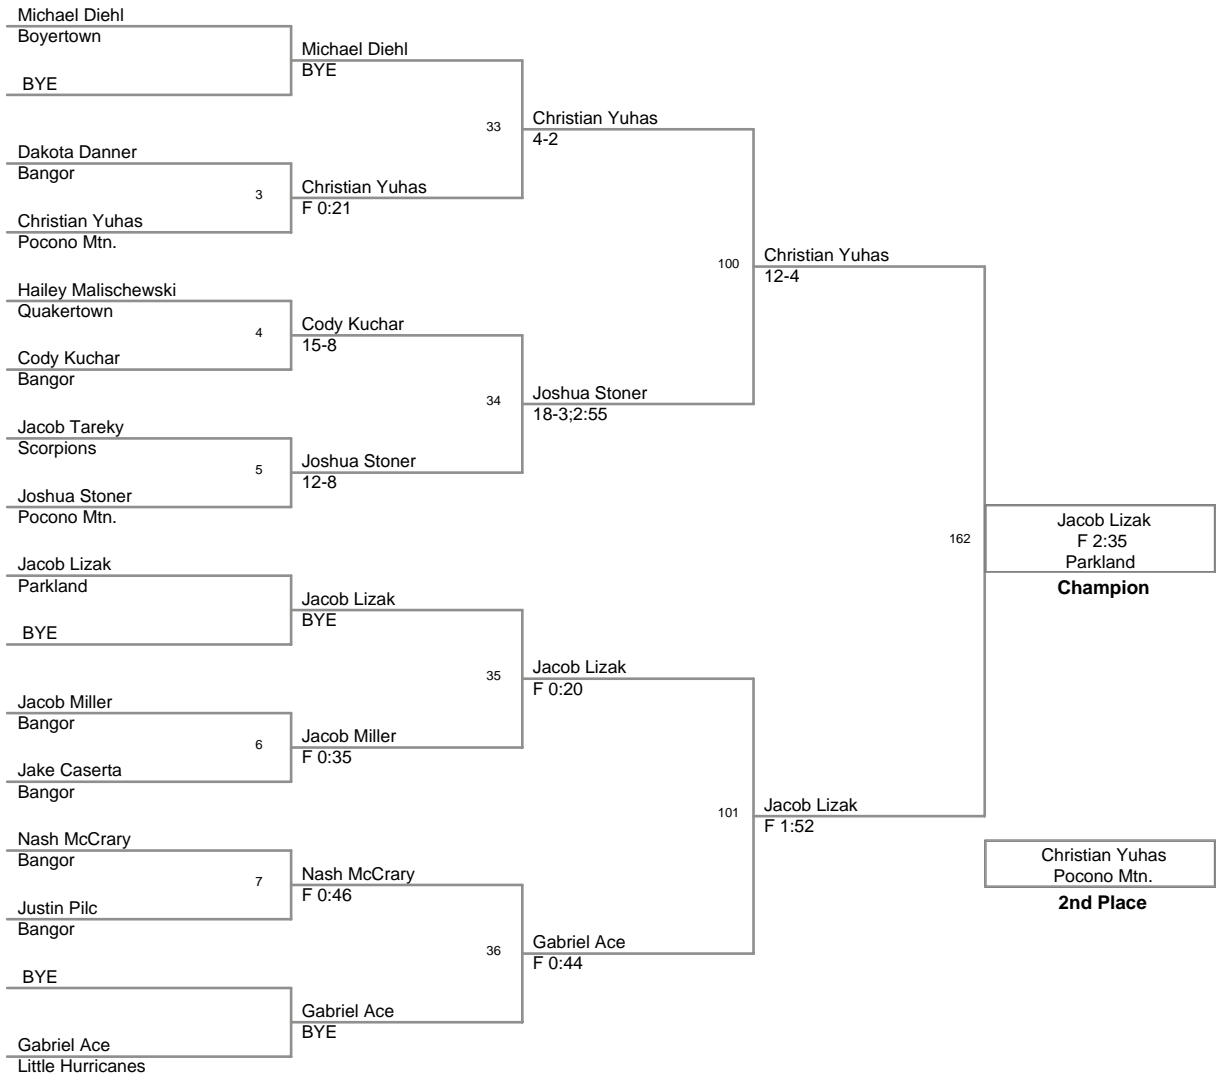 Michael Diehl
Boyertown
BYE
Dakota Danner
Bangor
3
Christian Yuhas
Pocono Mtn.
Hailey Malischewski
Quakertown
4
Cody Kuchar
Bangor
Jacob Tareky
Scorpions
5
Joshua Stoner
Pocono Mtn.
Jacob Lizak
Parkland
BYE
Jacob Miller
Bangor
6
Jake Caserta
Bangor
Nash McCrary
Bangor
7
Justin Pilc
Bangor
BYE
Gabriel Ace
Little Hurricanes
Michael Diehl
BYE
33
Christian Yuhas
F 0:21
Cody Kuchar
15-8
34
Joshua Stoner
12-8
Jacob Lizak
BYE
35
Jacob Miller
F 0:35
Nash McCrary
F 0:46
36
Gabriel Ace
BYE
Christian Yuhas
4-2
100
Joshua Stoner
18-3;2:55
Jacob Lizak
F 0:20
101
Gabriel Ace
F 0:44
Christian Yuhas
12-4
162
Jacob Lizak
F 1:52
Jacob Lizak
F 2:35
Parkland
Champion
Christian Yuhas
Pocono Mtn.
2nd Place